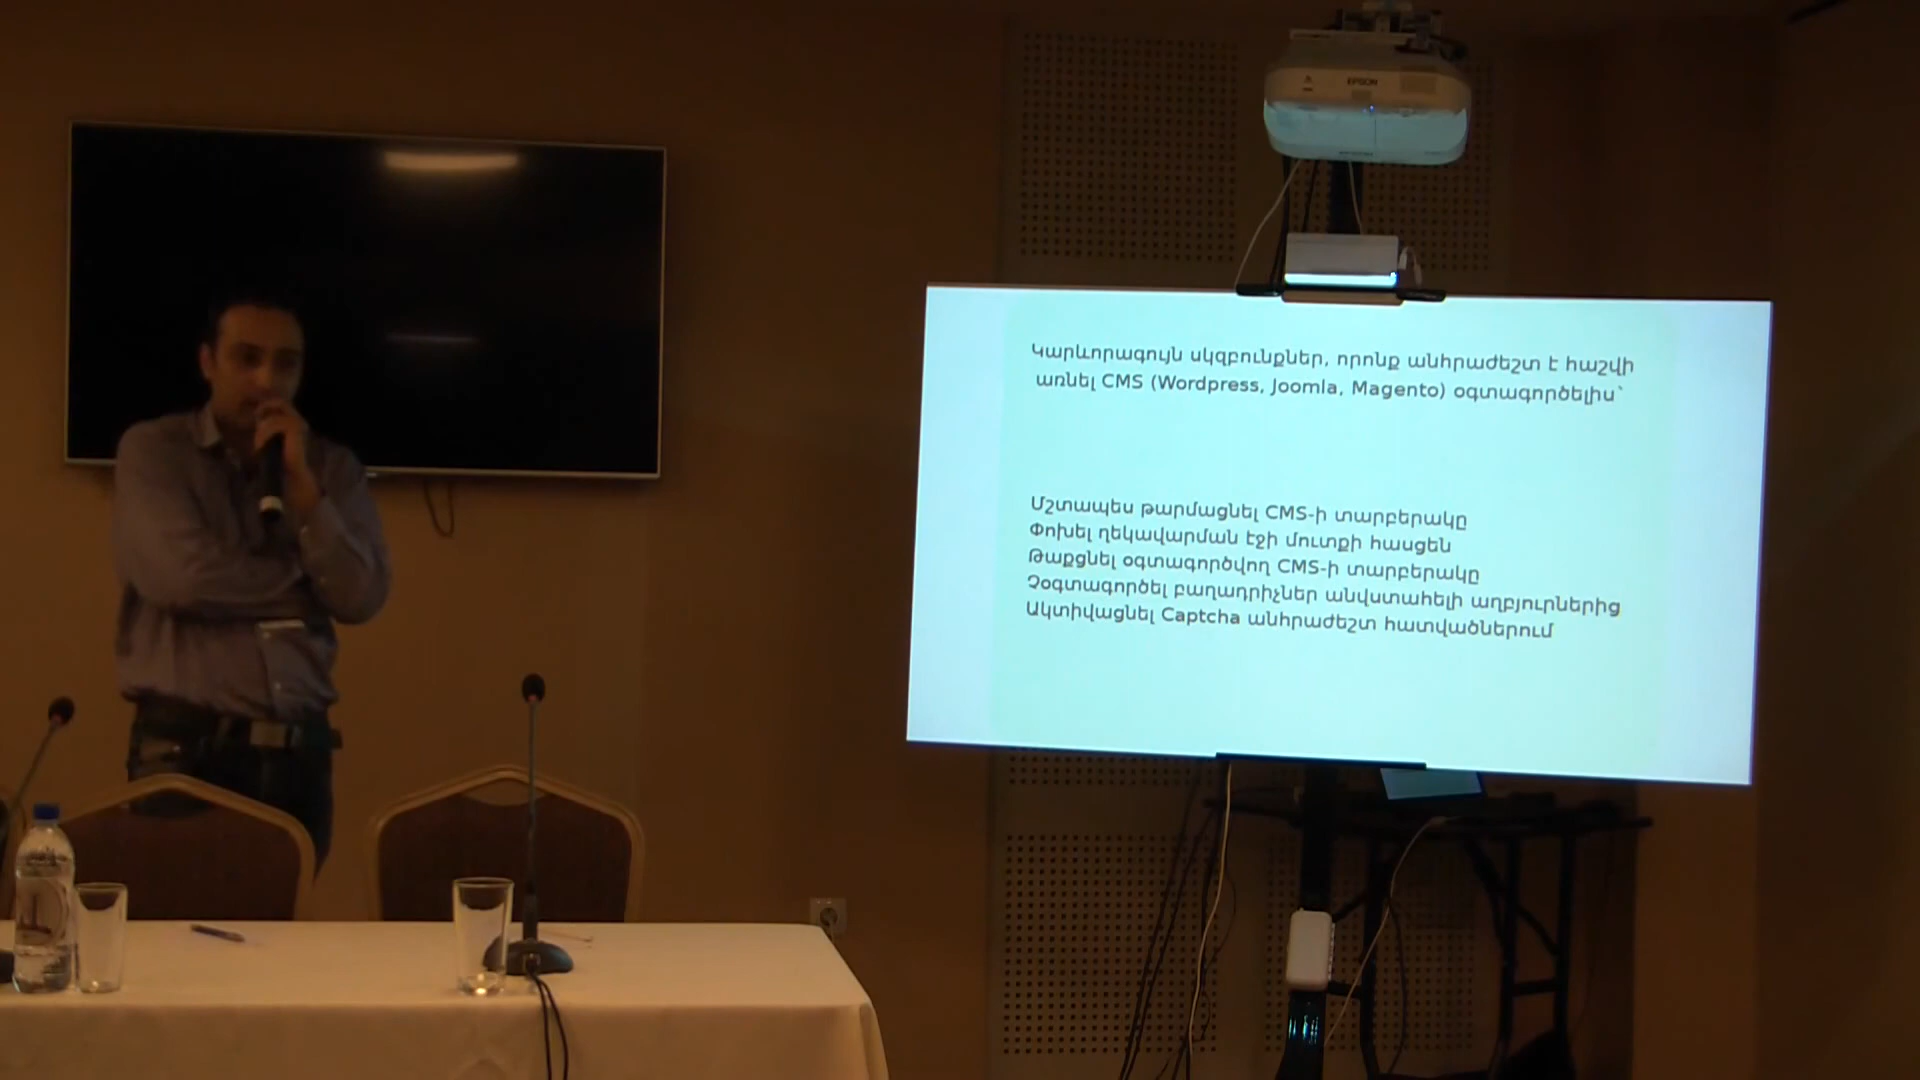 EPSON
Կարևորագույն սկզբունքներ, որոնք անհրաժեշտ է հաշվի
առնել CMS (Wordpress, Joomla, Magento) օգտագործելիս՝
Մշտապես թարմացնել CMS-ի տարբերակը
Փոխել ղեկավարման էջի մուտքի հասցեն
Թաքցնել օգտագործվող CMS-ի տարբերակը
Չօգտագործել բաղադրիչներ անվստահելի աղբյուրներից
Ակտիվացնել Captcha անհրաժեշտ հատվածներում